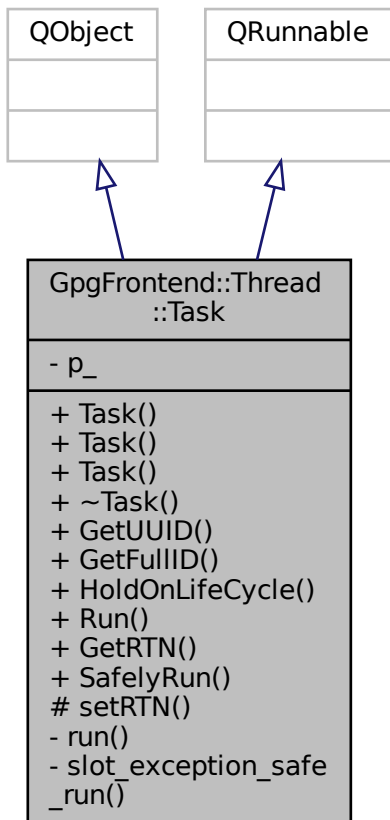 QObject
QRunnable
GpgFrontend::Thread
::Task
- p_
+ Task()
+ Task()
+ Task()
+ ~Task()
+ GetUUID()
+ GetFullID()
+ HoldOnLifeCycle()
+ Run()
+ GetRTN()
+ SafelyRun()
# setRTN()
- run()
- slot_exception_safe
_run()